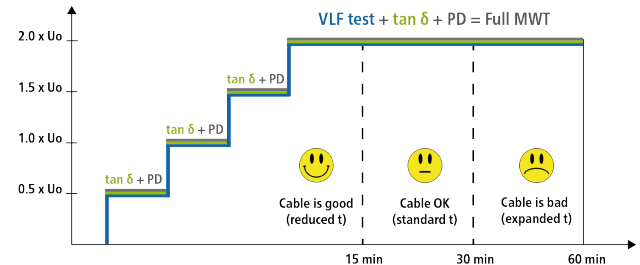 VLF test + tan δ + PD = Full MWT
2.0 x Uo
1.5 x Uo
tan δ + PD
1.0 x Uo
tan δ + PD
0.5 x Uo
tan δ + PD
Cable is good
(reduced t)
Cable OK
(standard t)
Cable is bad
(expanded t)
15 min
30 min
60 min